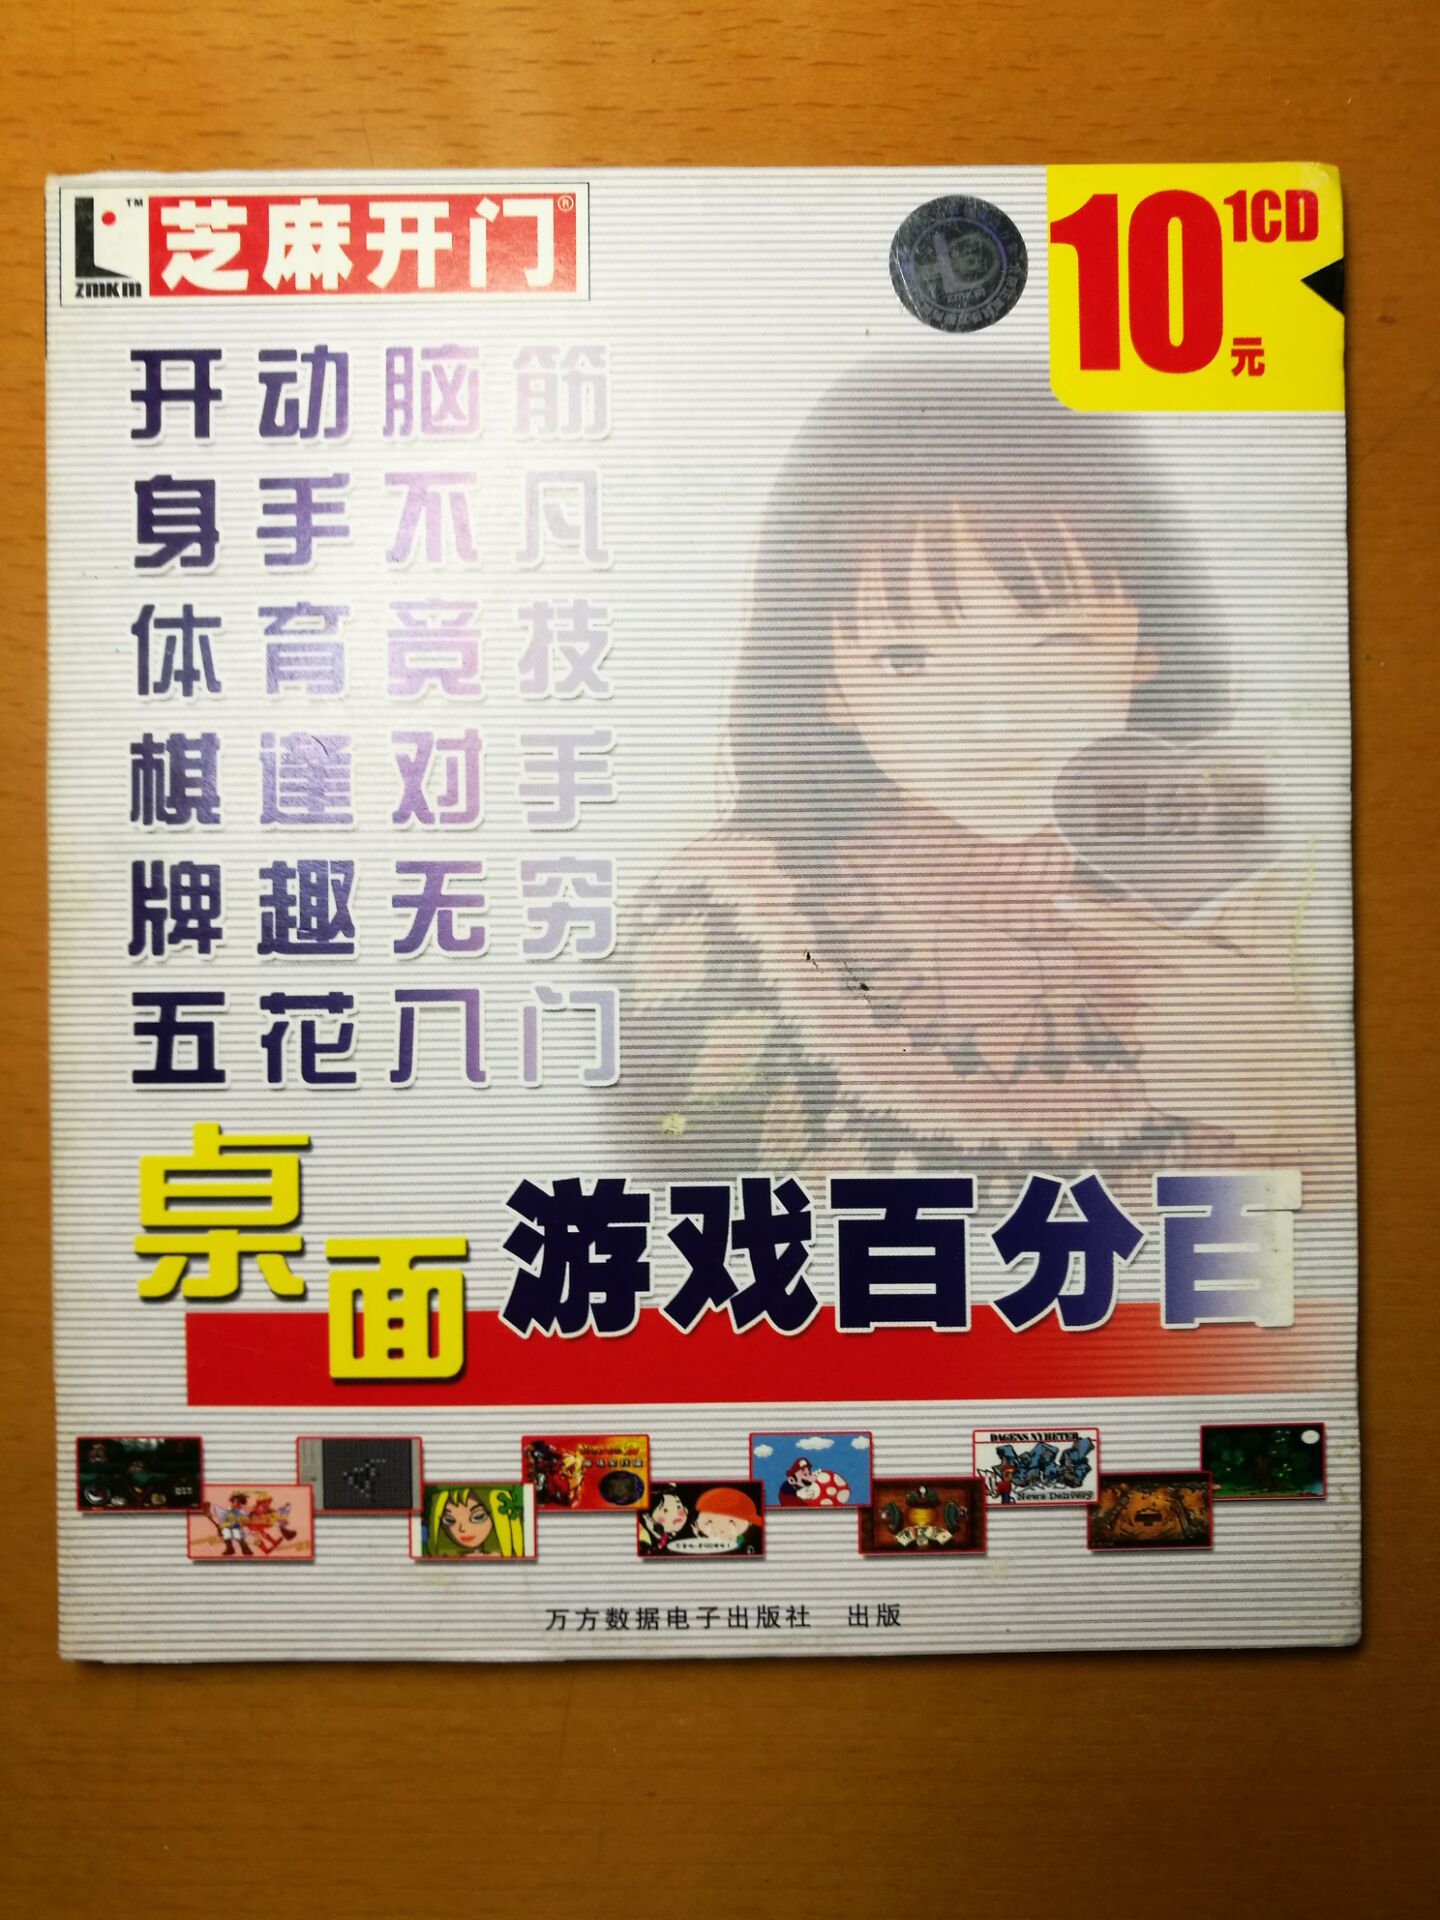 芝麻开门®
TM
zmkm
10元
1CD
开动脑筋
身手不凡
体育竞技
棋逢对手
牌趣无穷
五花八门
桌面
游戏百分百
DAGENS NYHETER
News Delivery
万方数据电子出版社 出版